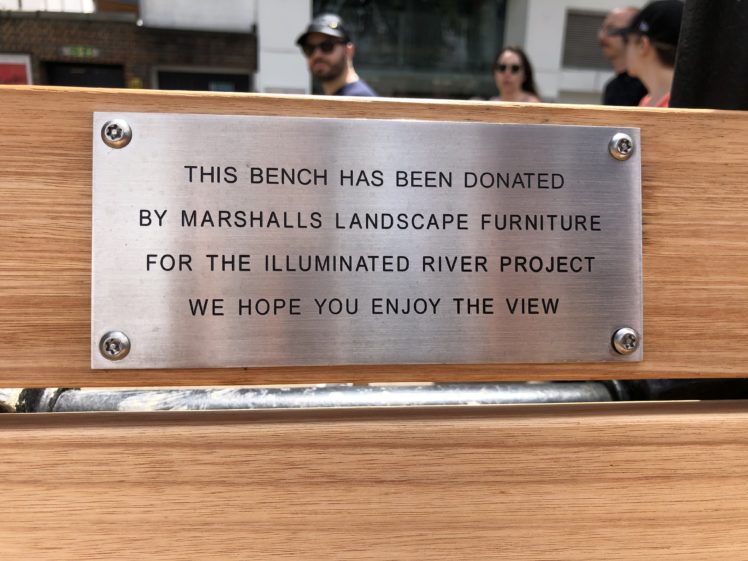 THIS BENCH HAS BEEN DONATED
BY MARSHALLS LANDSCAPE FURNITURE
FOR THE ILLUMINATED RIVER PROJECT
WE HOPE YOU ENJOY THE VIEW